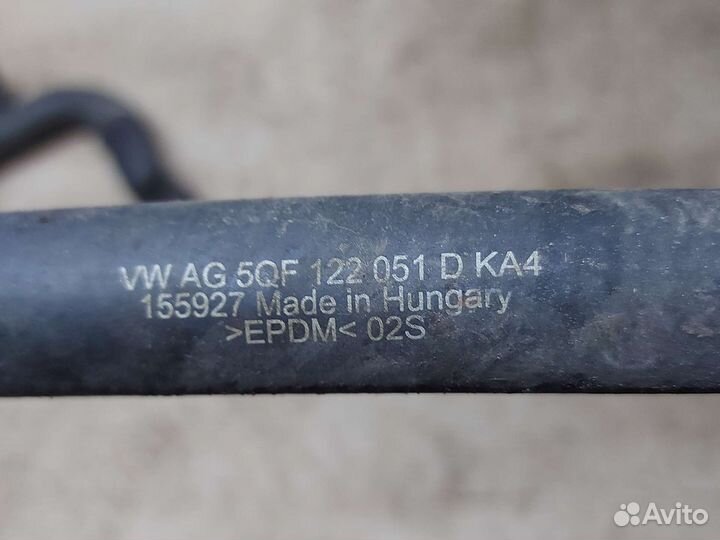 VW AG 5QF 122 051 D KA4
155927 Made in Hungary
>EPDM< 02S
Avito